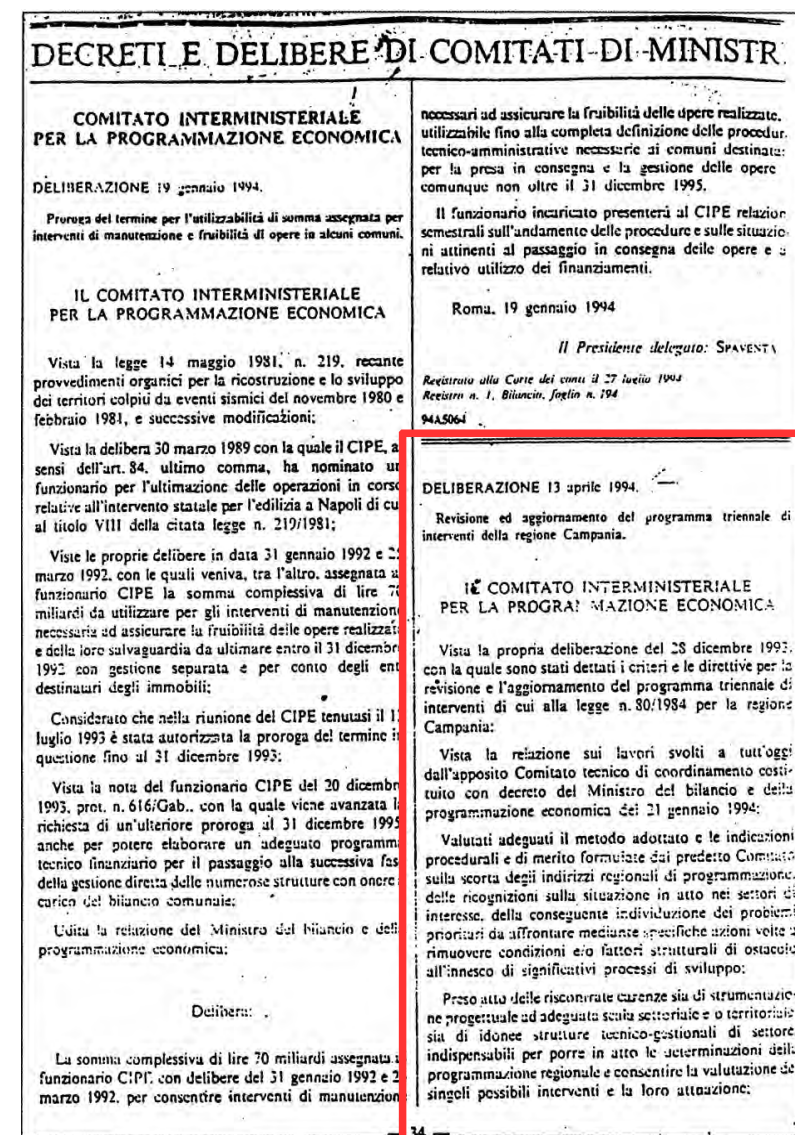 DECRETI E DELIBERE DI COMITATI DI MINISTR
COMITATO INTERMINISTERIALE
PER LA PROGRAMMAZIONE ECONOMICA
DELIBERAZIONE 19 gennaio 1994.
Proroga del termine per l'utilizzabilità di somma assegnata per
interventi di manutenzione e fruibilità di opere in alcuni comuni.
IL COMITATO INTERMINISTERIALE
PER LA PROGRAMMAZIONE ECONOMICA
Vista la legge 14 maggio 1981, n. 219, recante
provvedimenti organici per la ricostruzione e lo sviluppo
dei territori colpiti da eventi sismici del novembre 1980 e
febbraio 1981, e successive modificazioni;
Vista la delibera 30 marzo 1989 con la quale il CIPE, a
sensi dell'art. 84, ultimo comma, ha nominato un
funzionario per l'ultimazione delle operazioni in corso
relative all'intervento statale per l'edilizia a Napoli di cu
al titolo VIII della citata legge n. 219/1981;
Viste le proprie delibere in data 31 gennaio 1992 e
marzo 1992, con le quali veniva, tra l'altro, assegnata a
funzionario CIPE la somma complessiva di lire 70
miliardi da utilizzare per gli interventi di manutenzione
necessaria ad assicurare la fruibilità delle opere realizzate
e della loro salvaguardia da ultimare entro il 31 dicembre
1992 con gestione separata e per conto degli ent
destinatari degli immobili;
Considerato che nella riunione del CIPE tenutasi il
luglio 1993 è stata autorizzata la proroga del termine in
questione fino al 31 dicembre 1993;
Vista la nota del funzionario CIPE del 20 dicembre
1993, prot. n. 616/Gab., con la quale viene avanzata la
richiesta di un'ulteriore proroga al 31 dicembre 1995
anche per potere elaborare un adeguato programma
tecnico finanziario per il passaggio alla successiva fase
della gestione diretta delle numerose strutture con onere a
carico del bilancio comunale;
Udita la relazione del Ministro del bilancio e della
programmazione economica;
Delibera:
La somma complessiva di lire 70 miliardi assegnata a
funzionario CIPE con delibere del 31 gennaio 1992 e 2
marzo 1992, per consentire interventi di manutenzion
necessari ad assicurare la fruibilità delle opere realizzate,
utilizzabile fino alla completa definizione delle procedur
tecnico-amministrative necessarie ai comuni destinatar
per la presa in consegna e la gestione delle opere
comunque non oltre il 31 dicembre 1995.
Il funzionario incaricato presenterà al CIPE relazion
semestrali sull'andamento delle procedure e sulle situazio-
ni attinenti al passaggio in consegna delle opere e a
relativo utilizzo dei finanziamenti.
Roma, 19 gennaio 1994
Il Presidente delegato: SPAVENTA
Registrato alla Corte dei conti il 27 luglio 1994
Registro n. 1, Bilancio, foglio n. 194
94A5064
DELIBERAZIONE 13 aprile 1994.
Revisione ed aggiornamento del programma triennale di
interventi della regione Campania.
IL COMITATO INTERMINISTERIALE
PER LA PROGRAMMAZIONE ECONOMICA
Vista la propria deliberazione del 28 dicembre 1993,
con la quale sono stati dettati i criteri e le direttive per la
revisione e l'aggiornamento del programma triennale di
interventi di cui alla legge n. 80/1984 per la regione
Campania;
Vista la relazione sui lavori svolti a tutt'oggi
dall'apposito Comitato tecnico di coordinamento costi-
tuito con decreto del Ministro del bilancio e della
programmazione economica dei 21 gennaio 1994;
Valutati adeguati il metodo adottato e le indicazioni
procedurali e di merito formulate dal predetto Comitato
sulla scorta degli indirizzi regionali di programmazione,
delle ricognizioni sulla situazione in atto nei settori di
interesse, della conseguente individuzione dei problemi
prioritari da affrontare mediante specifiche azioni volte a
rimuovere condizioni e/o fattori strutturali di ostacolo
all'innesco di significativi processi di sviluppo;
Preso atto delle riscontrate carenze sia di strumentazio-
ne progettuale ad adeguata scala settoriale e o territoriale
sia di idonee strutture tecnico-gestionali di settore
indispensabili per porre in atto le determinazioni della
programmazione regionale e consentire la valutazione de
singoli possibili interventi e la loro attuazione;
— 34 —